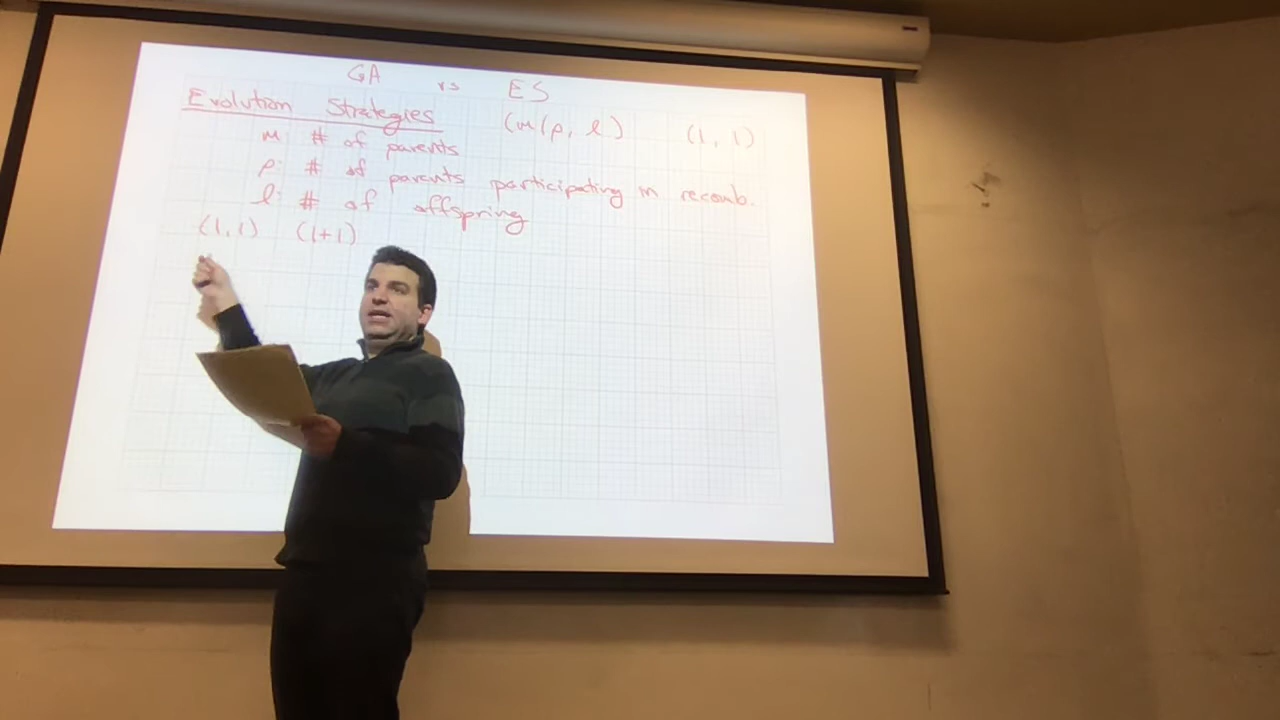 GA vs ES
Evolution Strategies (m/ρ, l) (1, 1)
m: # of parents
ρ: # of parents participating in recomb.
l: # of offspring
(1,1) (1+1)